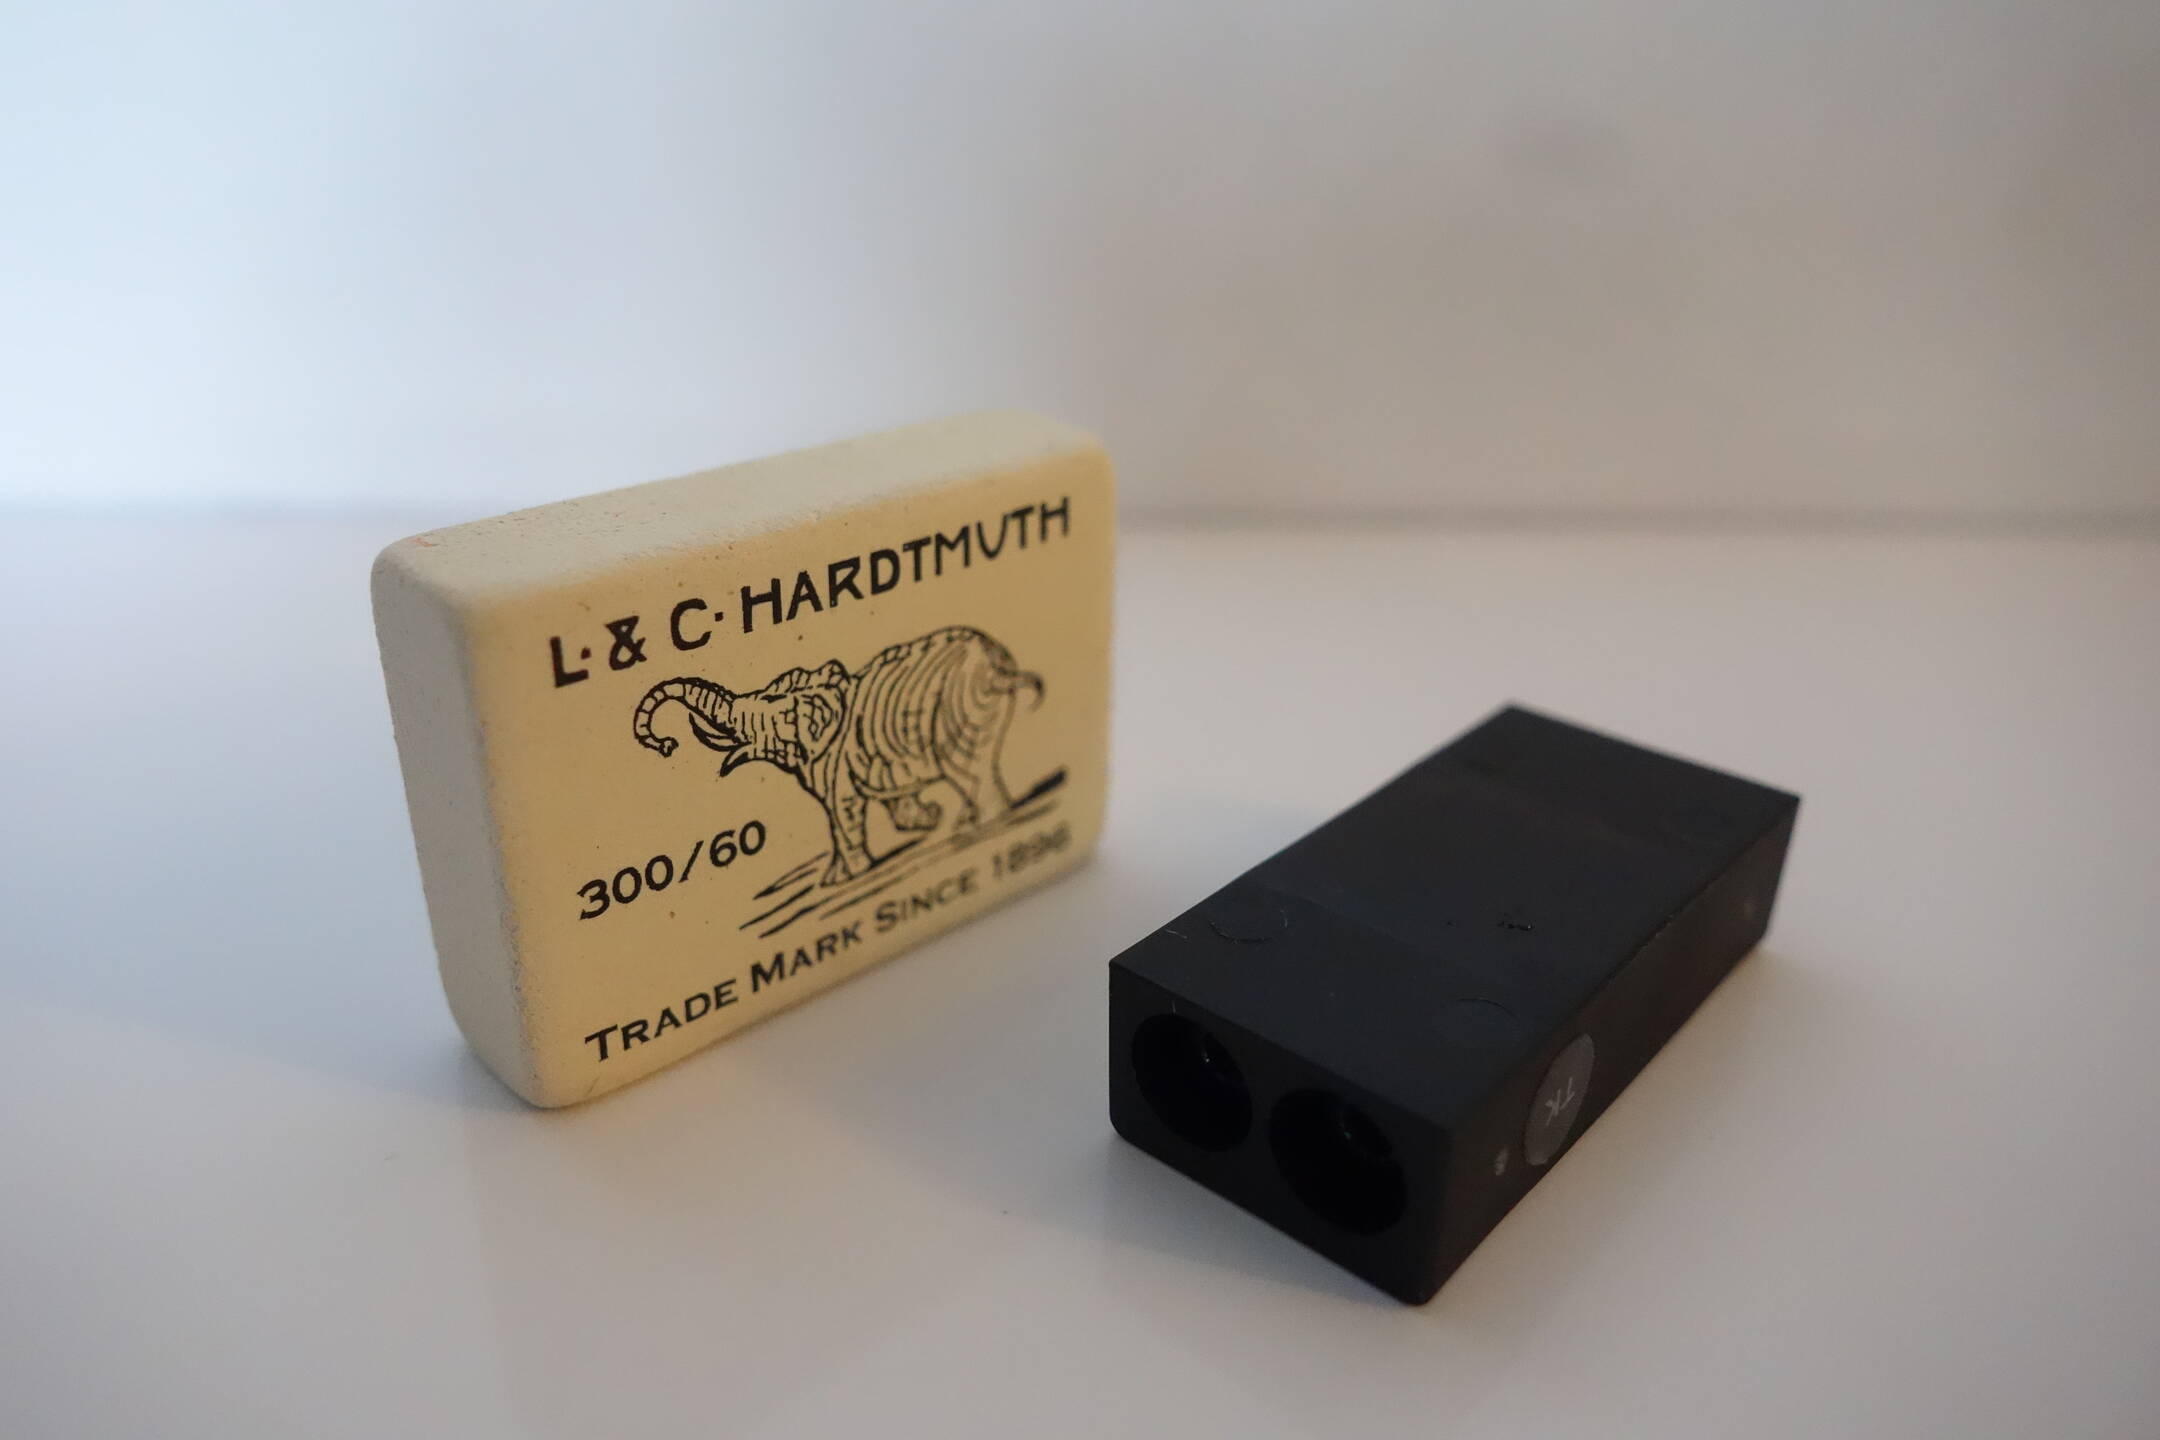 L. & C. HARDTMUTH
300/60
TRADE MARK SINCE 1896
TK